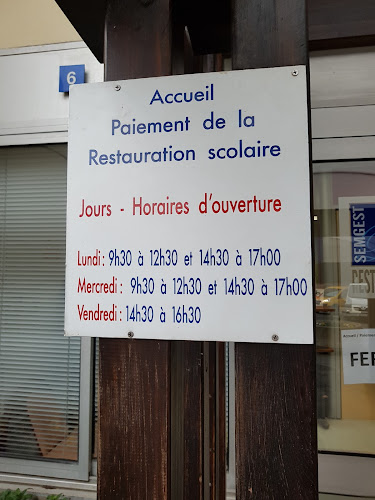 6
Accueil
Paiement de la
Restauration scolaire
Jours - Horaires d'ouverture
Lundi : 9h30 à 12h30 et 14h30 à 17h00
Mercredi : 9h30 à 12h30 et 14h30 à 17h00
Vendredi : 14h30 à 16h30
SEMGEST